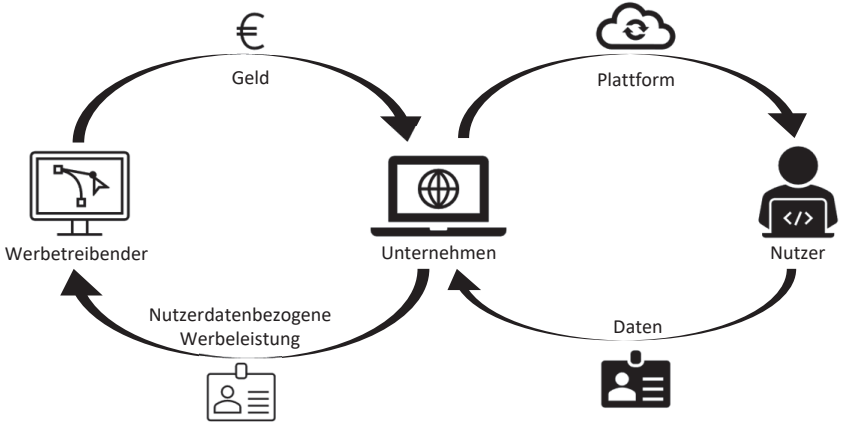 €
Geld
Plattform
</>
Werbetreibender
Unternehmen
Nutzer
Nutzerdatenbezogene
Werbeleistung
Daten